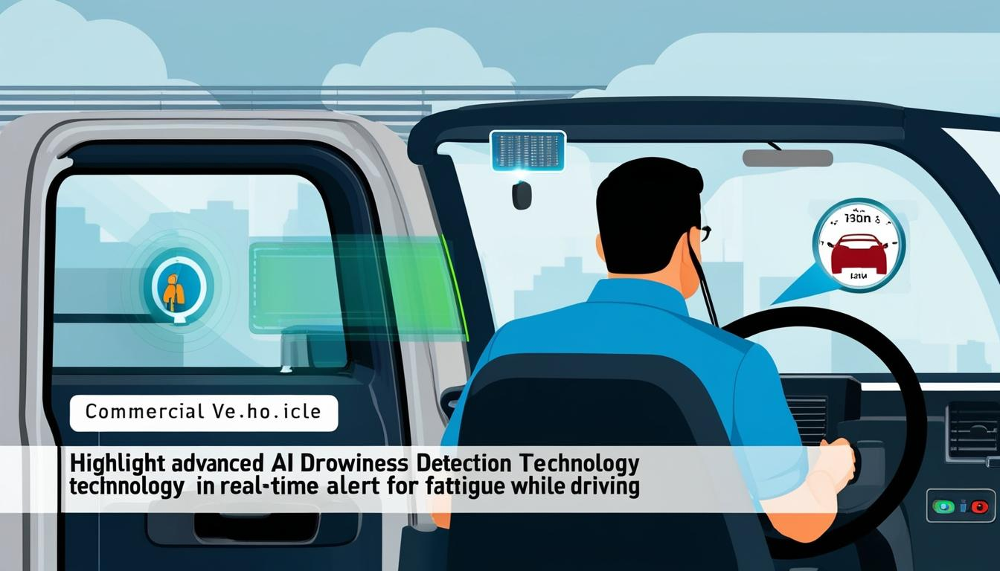 Commercial Ve.ho.icle
Highlight advanced AI Drowiness Detection Technology
technology in real-time alert for fattigue while driving